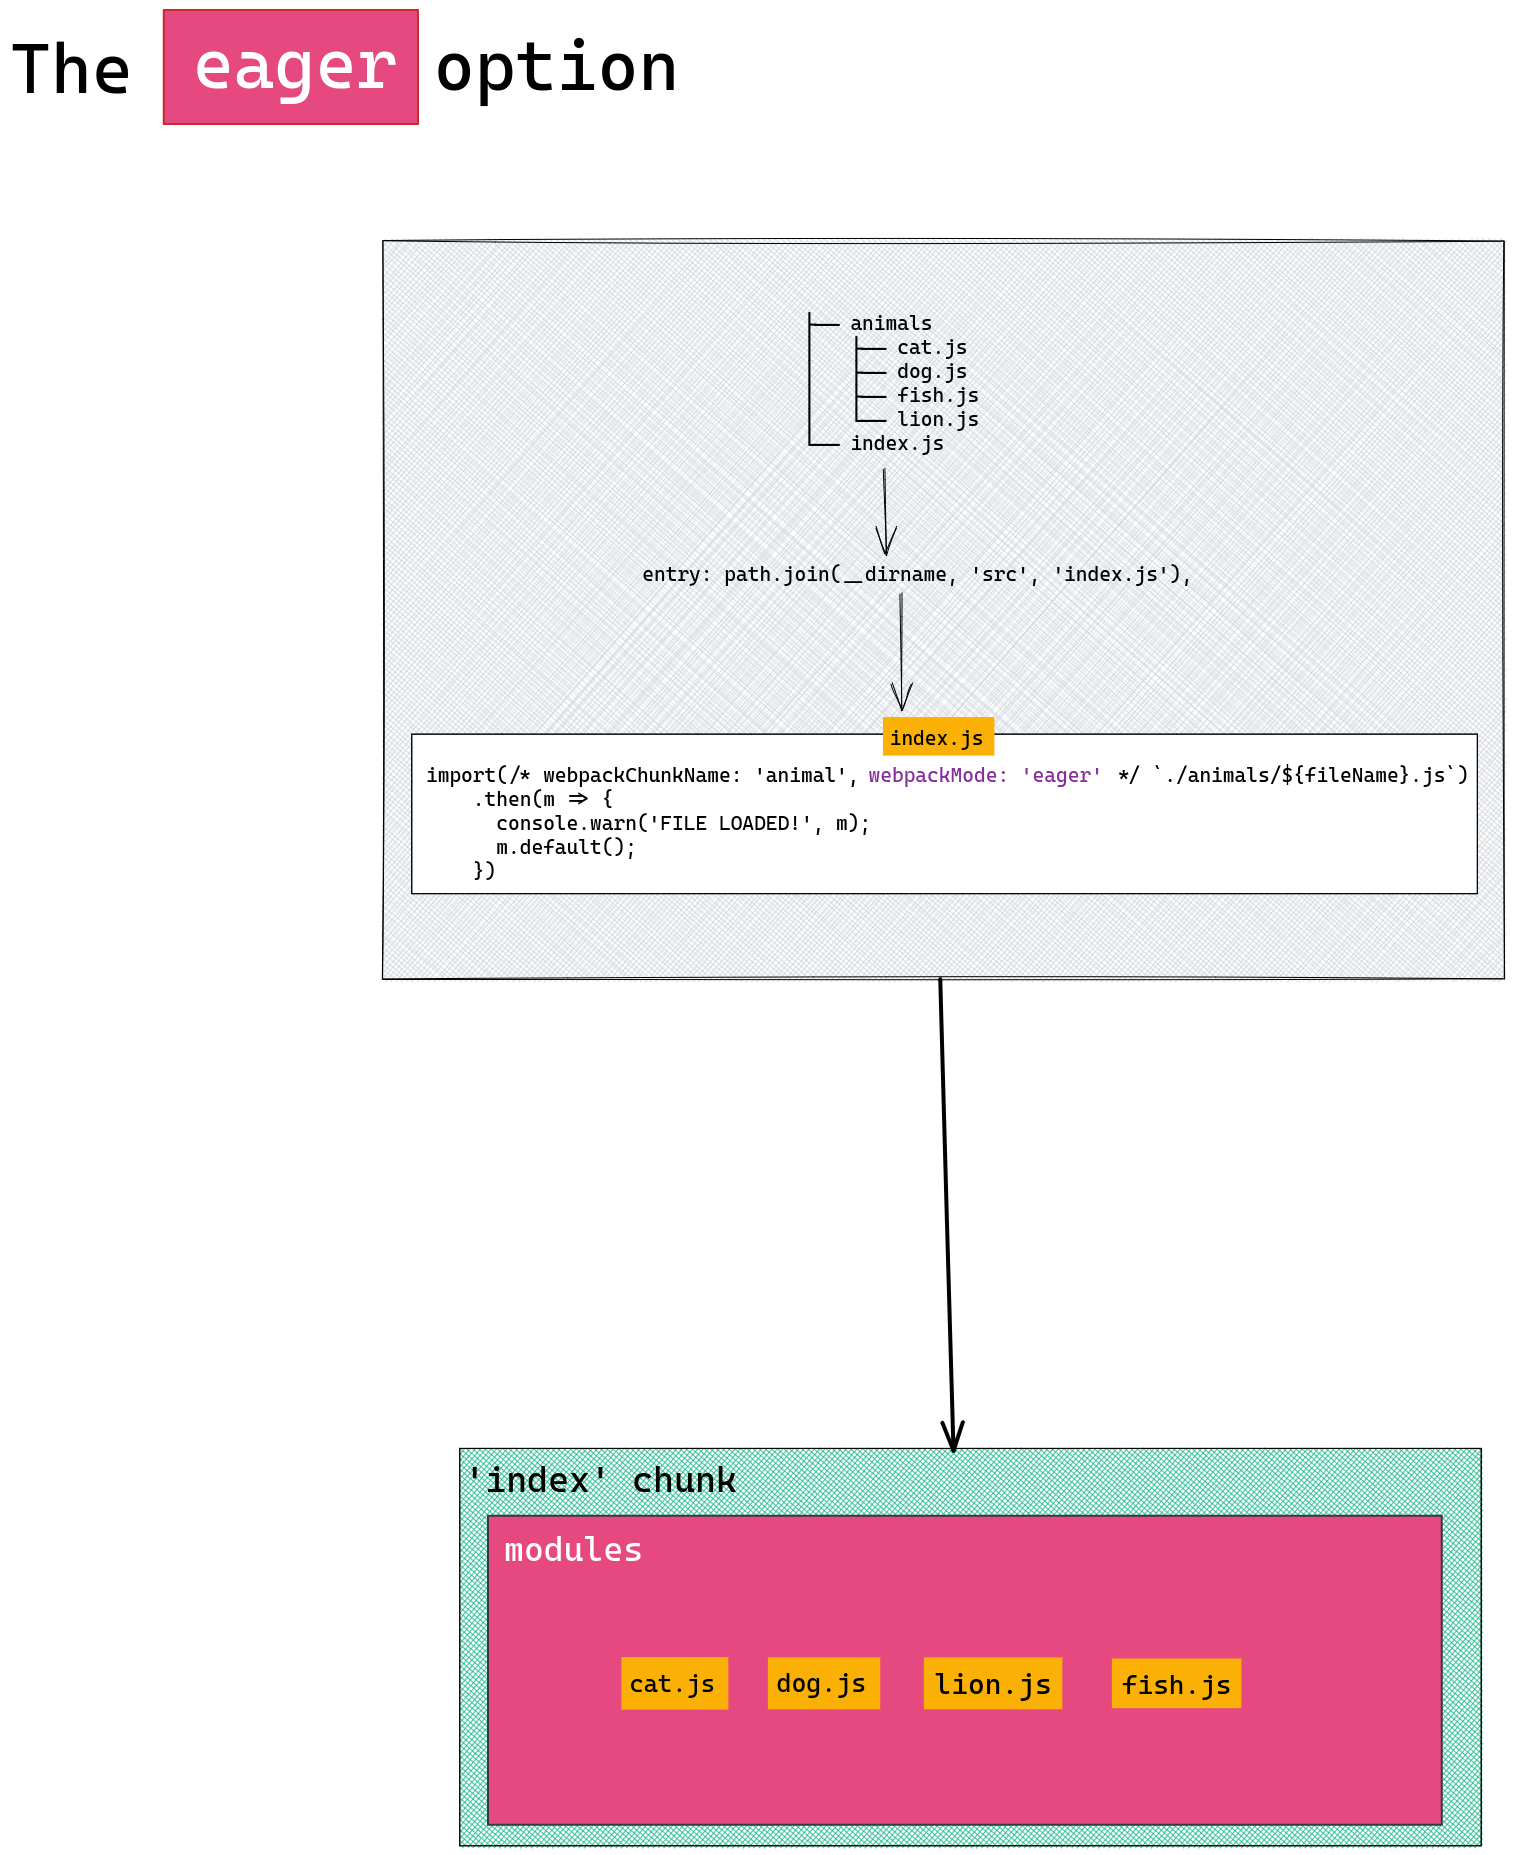 The eager option
animals
cat.js
dog.js
fish.js
lion.js
index.js
entry: path.join(__dirname, 'src', 'index.js'),
index.js
import(/* webpackChunkName: 'animal', webpackMode: 'eager' */ `./animals/${fileName}.js`)
.then(m => {
console.warn('FILE LOADED!', m);
m.default();
})
'index' chunk
modules
cat.js dog.js lion.js fish.js